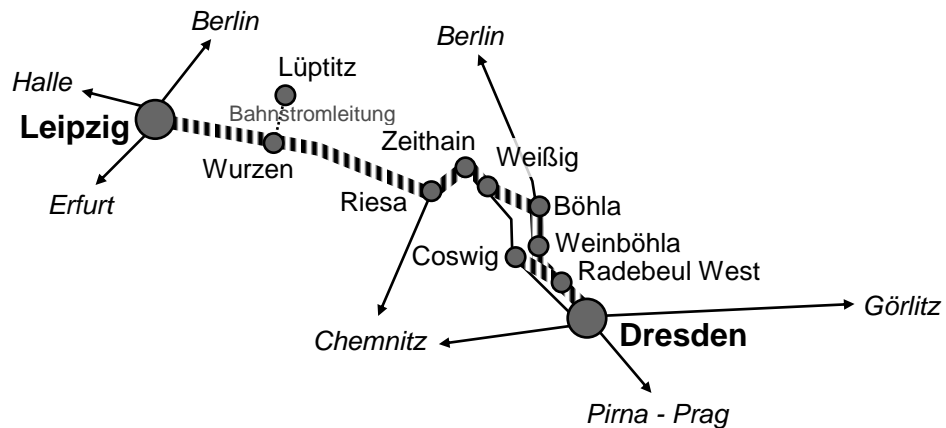 Berlin
Berlin
Halle
Lüptitz
Bahnstromleitung
Leipzig
Zeithain
Weißig
Wurzen
Erfurt
Riesa
Böhla
Weinböhla
Coswig
Radebeul West
Görlitz
Chemnitz
Dresden
Pirna - Prag